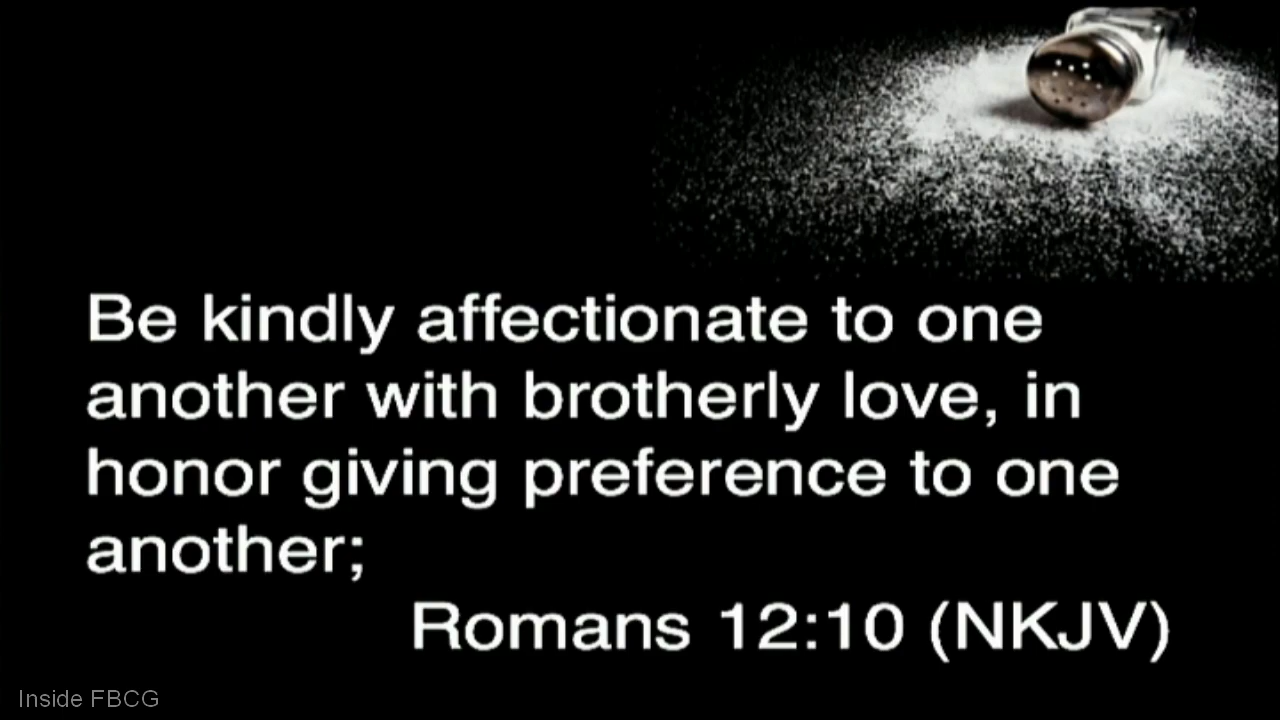 Be kindly affectionate to one
another with brotherly love, in
honor giving preference to one
another;
Romans 12:10 (NKJV)
Inside FBCG